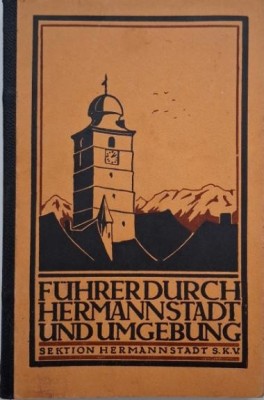 FÜHRER DURCH
HERMANNSTADT
UND UMGEBUNG
SEKTION HERMANNSTADT S.K.V.